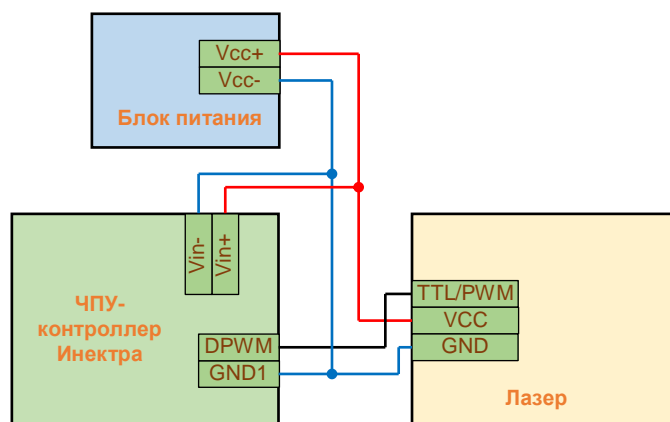 Vcc+
Vcc-
Блок питания
Vin-
Vin+
ЧПУ-
контроллер
Инектра
DPWM
GND1
TTL/PWM
VCC
GND
Лазер